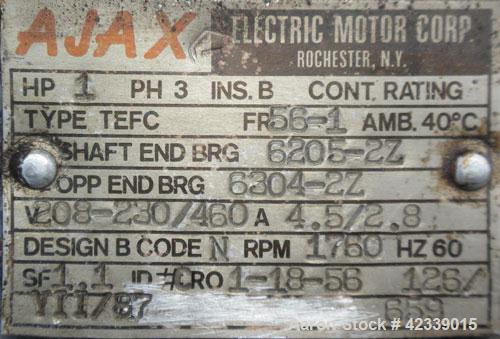 AJAX ELECTRIC MOTOR CORP.
ROCHESTER, N.Y.
HP 1 PH 3 INS. B CONT. RATING
TYPE TEFC FR 56-1 AMB. 40°C
SHAFT END BRG 6205-2Z
OPP END BRG 6304-2Z
V 208-230/460 A 4.5/2.8
DESIGN B CODE N RPM 1760 HZ 60
SF 1.1 ID # CRO 1-18-56 126/
YTI/87 659
Aaron Stock # 42339015